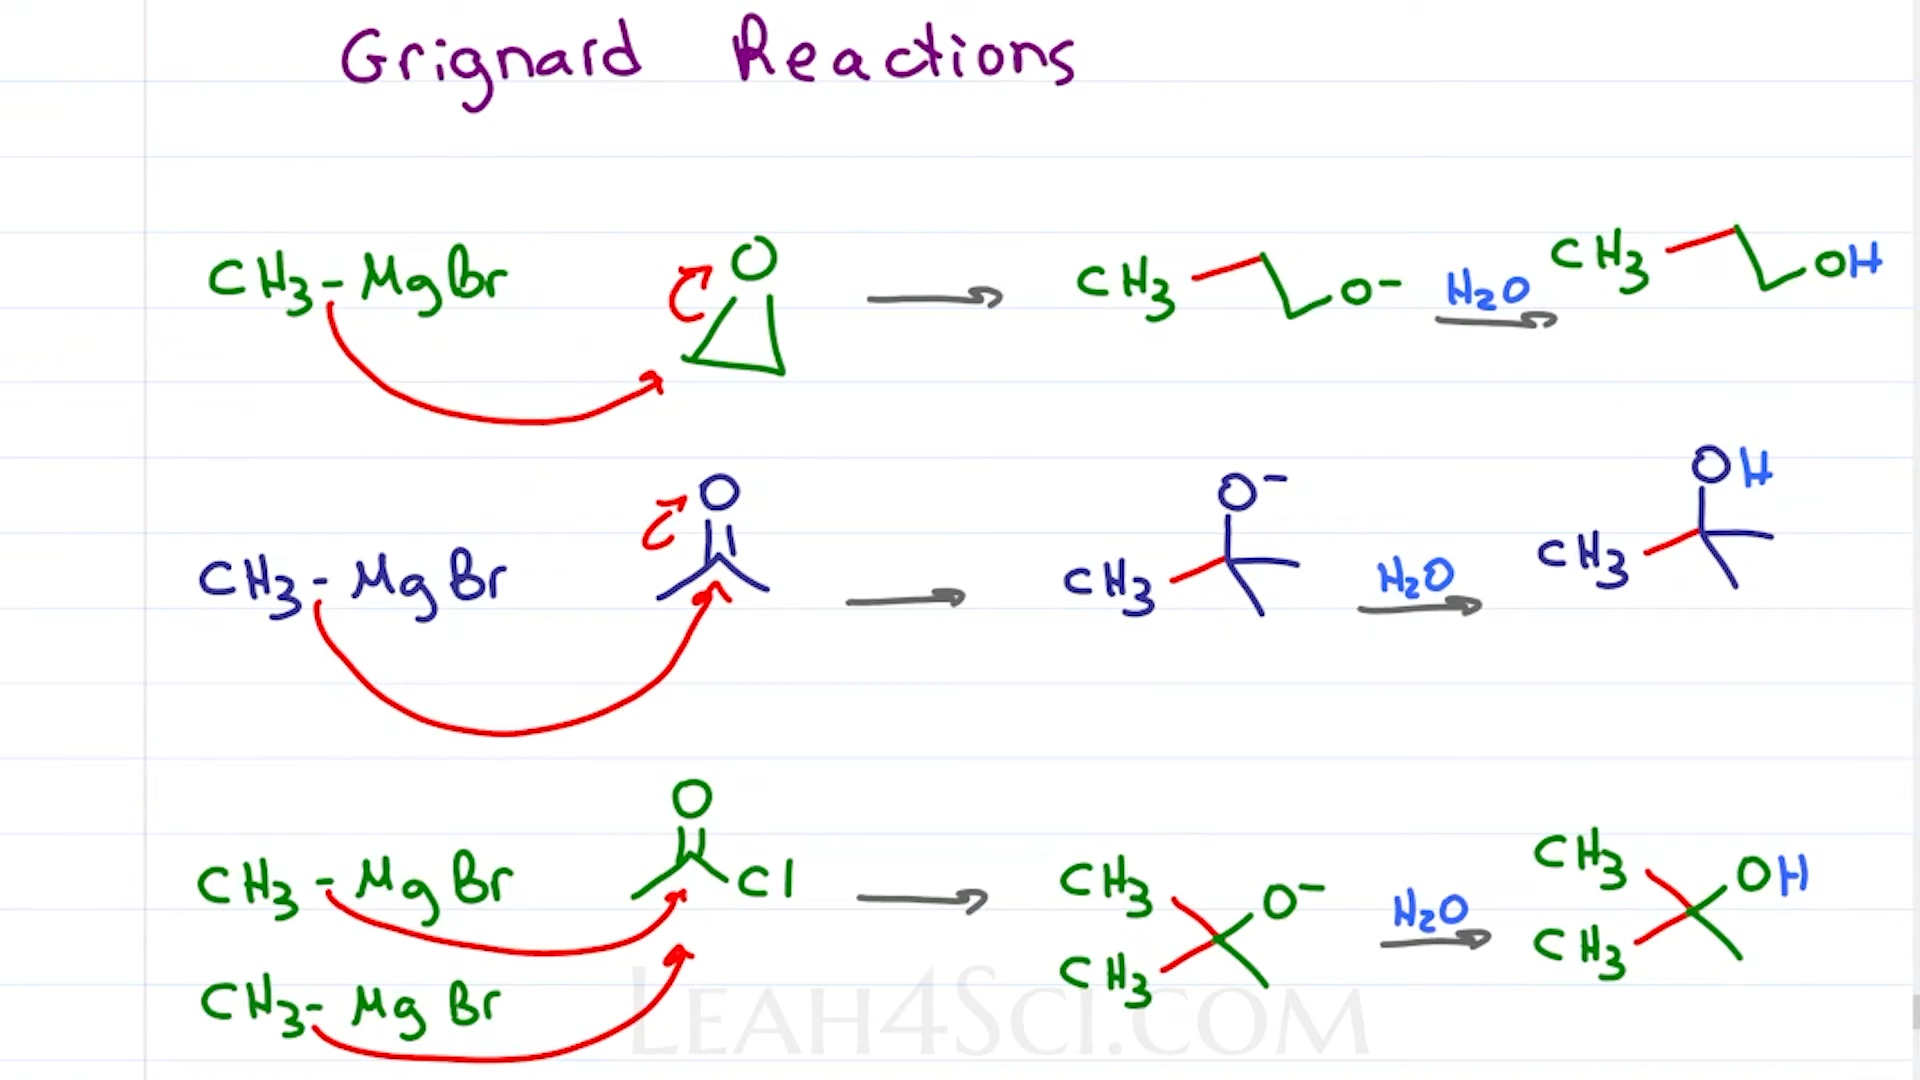 Grignard Reactions
CH3-MgBr O CH3 O- H2O CH3 OH
CH3-MgBr O CH3 O- H2O CH3 OH
CH3-MgBr O Cl CH3 O- H2O CH3 OH
CH3-MgBr CH3 CH3
LEAH4SCI.COM